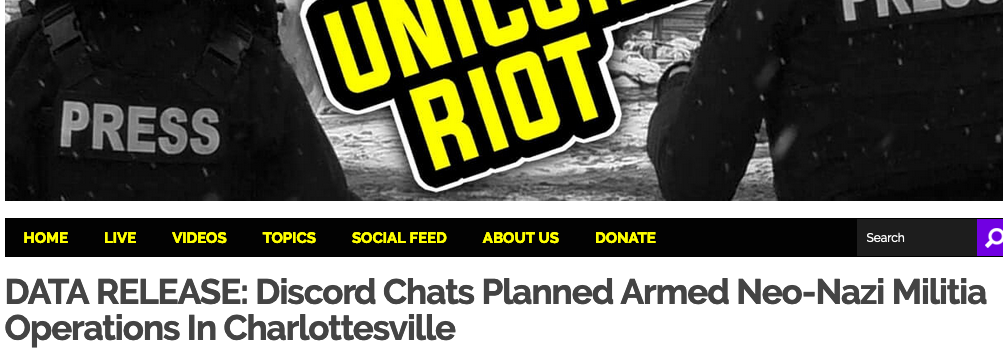 PRESS
RIOT
PRESS
HOME LIVE VIDEOS TOPICS SOCIAL FEED ABOUT US DONATE Search
DATA RELEASE: Discord Chats Planned Armed Neo-Nazi Militia
Operations In Charlottesville